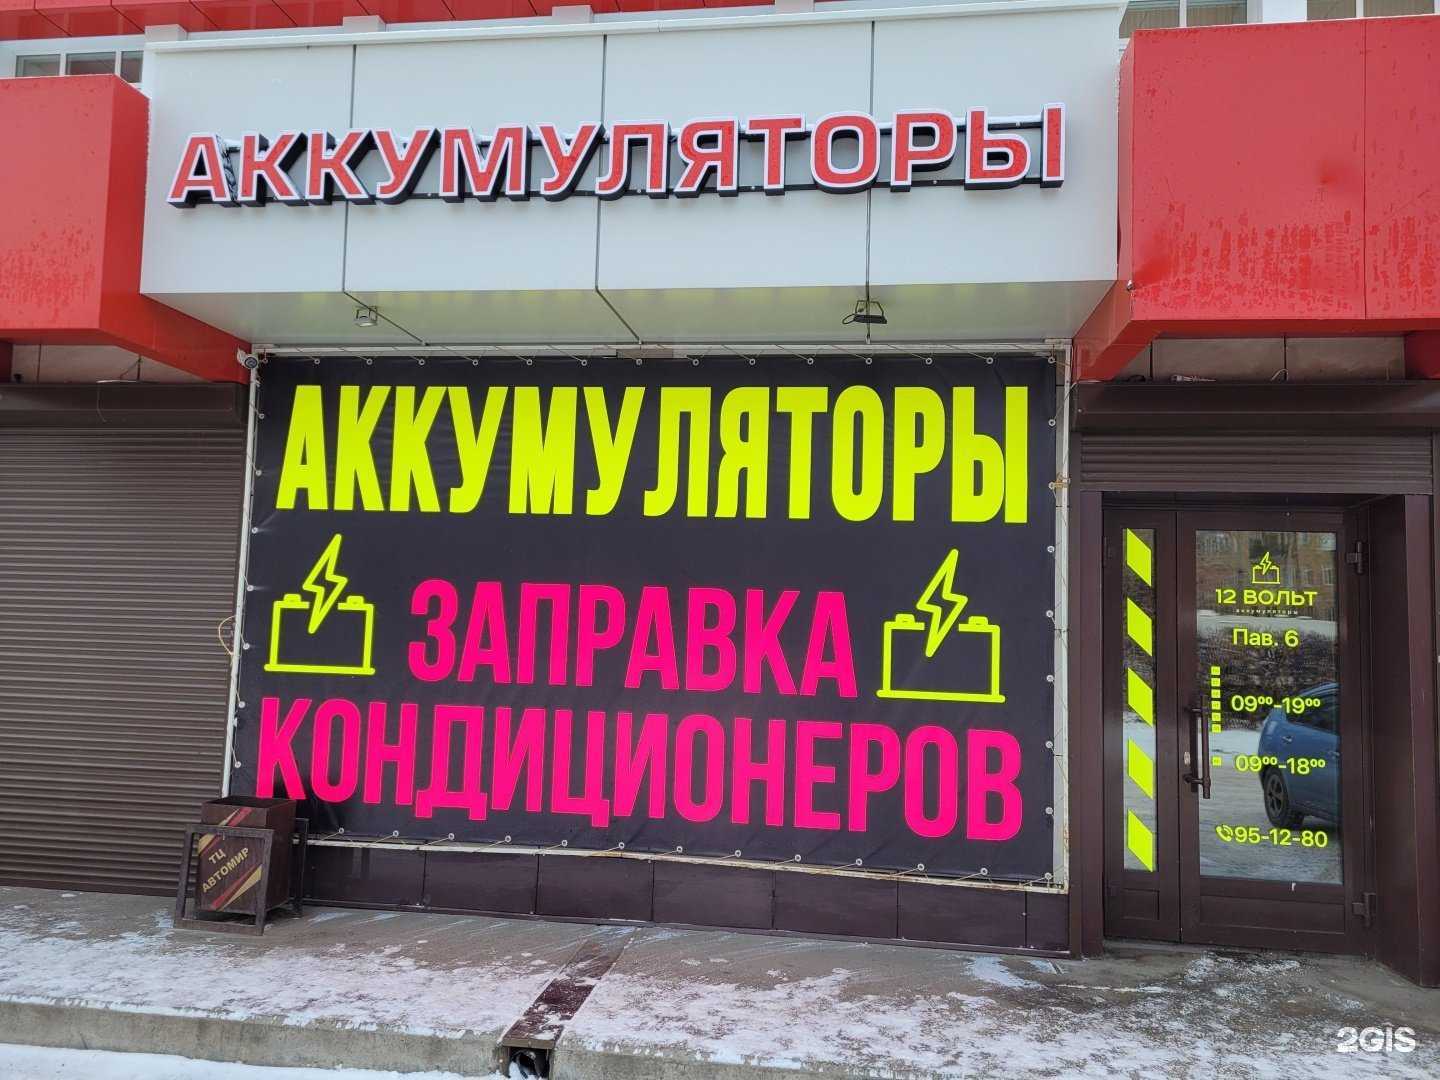 АККУМУЛЯТОРЫ
АККУМУЛЯТОРЫ
ЗАПРАВКА
КОНДИЦИОНЕРОВ
12 ВОЛЬТ
аккумуляторы
Пав. 6
09⁰⁰-19⁰⁰
09⁰⁰-18⁰⁰
95-12-80
ТЦ
АВТОМИР
2GIS